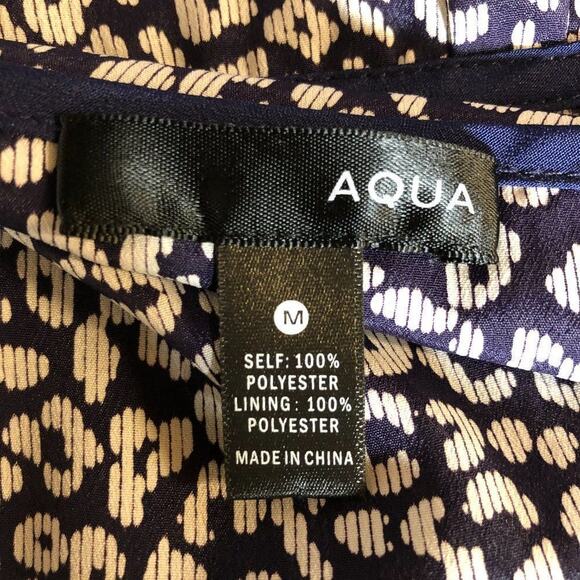 AQUA
M
SELF: 100%
POLYESTER
LINING: 100%
POLYESTER
MADE IN CHINA